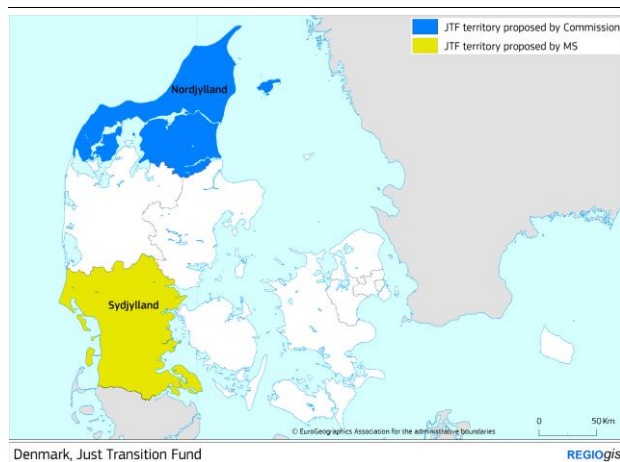 JTF territory proposed by Commission
JTF territory proposed by MS
Nordjylland
Sydjylland
0 50 Km
© EuroGeographics Association for the administrative boundaries
Denmark, Just Transition Fund
REGIOgis